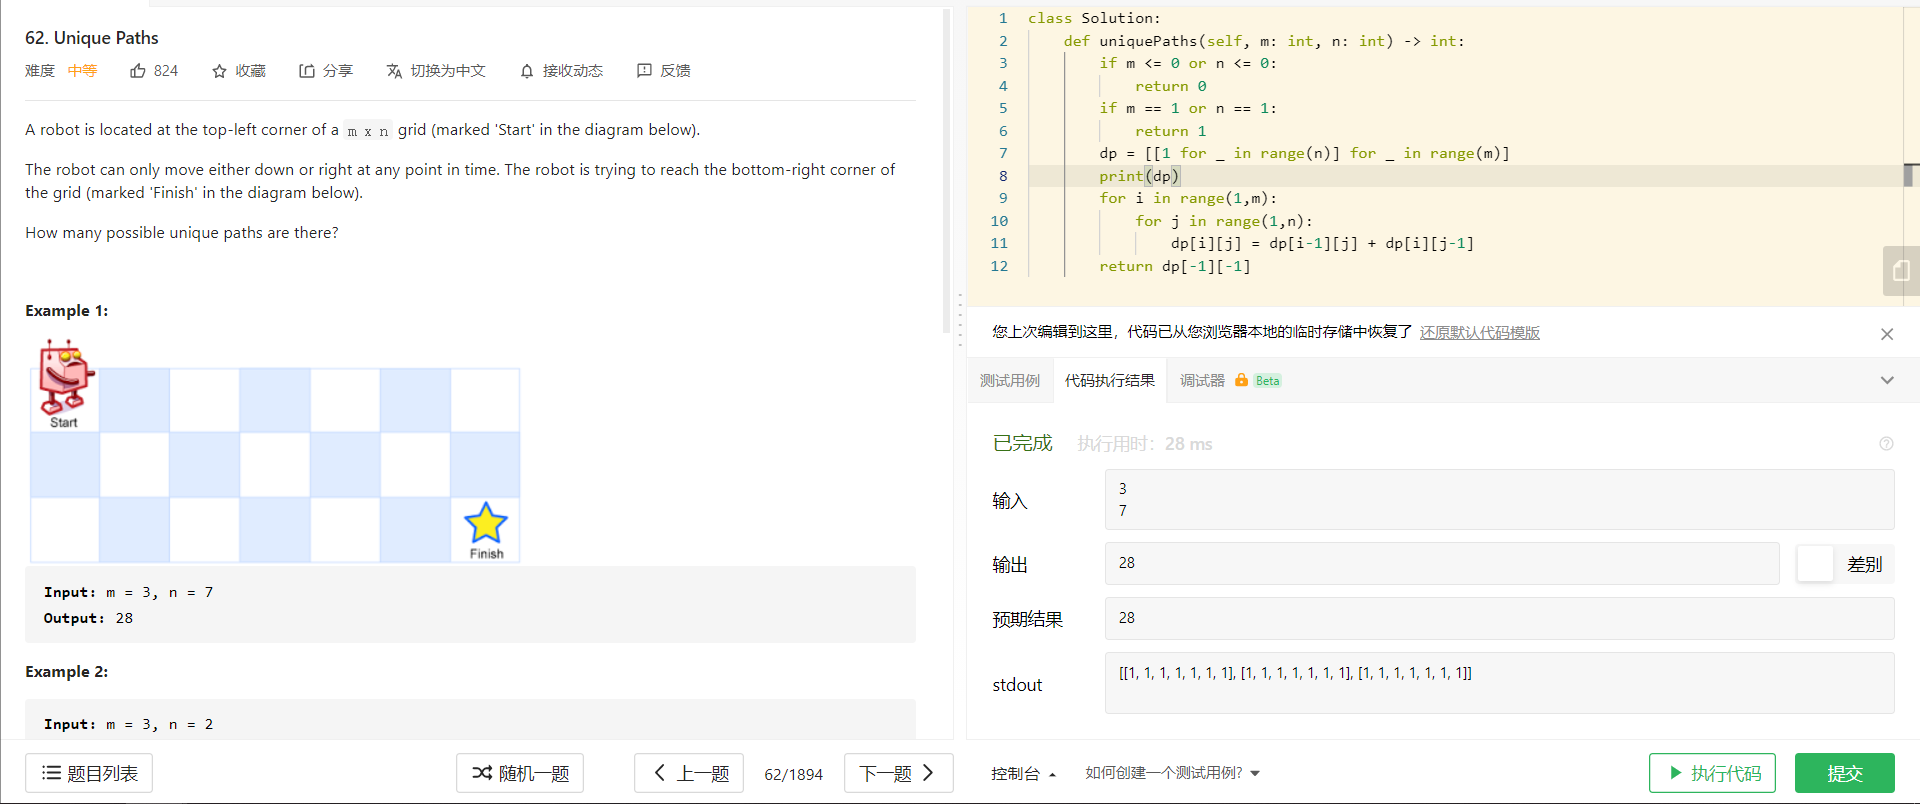 62. Unique Paths
难度 中等 824 收藏 分享 切换为中文 接收动态 反馈
A robot is located at the top-left corner of a m x n grid (marked 'Start' in the diagram below).
The robot can only move either down or right at any point in time. The robot is trying to reach the bottom-right corner of
the grid (marked 'Finish' in the diagram below).
How many possible unique paths are there?
Example 1:
Start
Finish
Input: m = 3, n = 7
Output: 28
Example 2:
Input: m = 3, n = 2
题目列表 随机一题 上一题 62/1894 下一题
1 class Solution:
2     def uniquePaths(self, m: int, n: int) -> int:
3         if m <= 0 or n <= 0:
4             return 0
5         if m == 1 or n == 1:
6             return 1
7         dp = [[1 for _ in range(n)] for _ in range(m)]
8         print(dp)
9         for i in range(1,m):
10             for j in range(1,n):
11                 dp[i][j] = dp[i-1][j] + dp[i][j-1]
12         return dp[-1][-1]
您上次编辑到这里，代码已从您浏览器本地的临时存储中恢复了 还原默认代码模版
测试用例 代码执行结果 调试器 Beta
已完成 执行用时：28 ms
输入
3
7
输出 28 差别
预期结果 28
stdout [[1, 1, 1, 1, 1, 1, 1], [1, 1, 1, 1, 1, 1, 1], [1, 1, 1, 1, 1, 1, 1]]
控制台 如何创建一个测试用例? 执行代码 提交